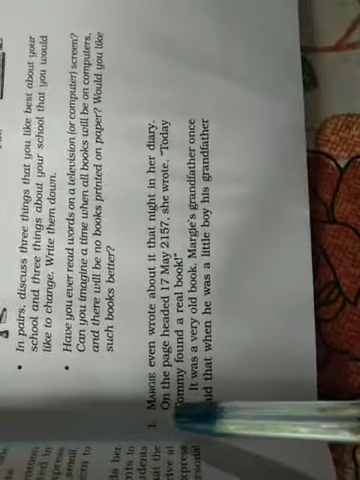 • In pairs, discuss three things that you like best about your
school and three things about your school that you would
like to change. Write them down.
• Have you ever read words on a television (or computer) screen?
Can you imagine a time when all books will be on computers,
and there will be no books printed on paper? Would you like
such books better?
1. MARGIE even wrote about it that night in her diary.
On the page headed 17 May 2157, she wrote, “Today
Tommy found a real book!”
It was a very old book. Margie's grandfather once
said that when he was a little boy his grandfather